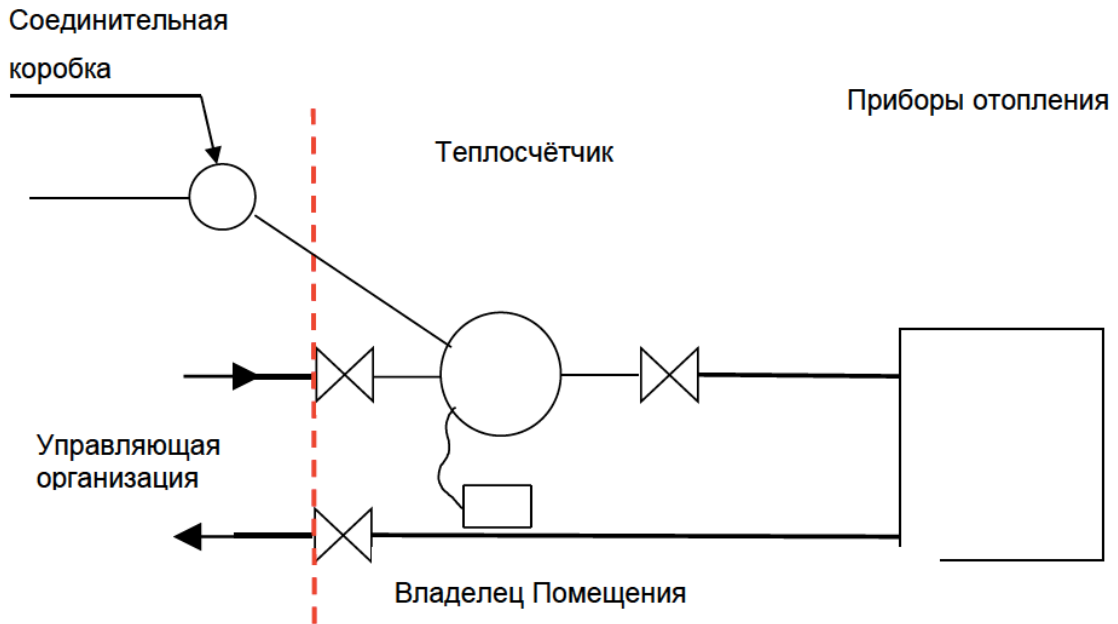 Соединительная
коробка
Приборы отопления
Теплосчётчик
Управляющая
организация
Владелец Помещения